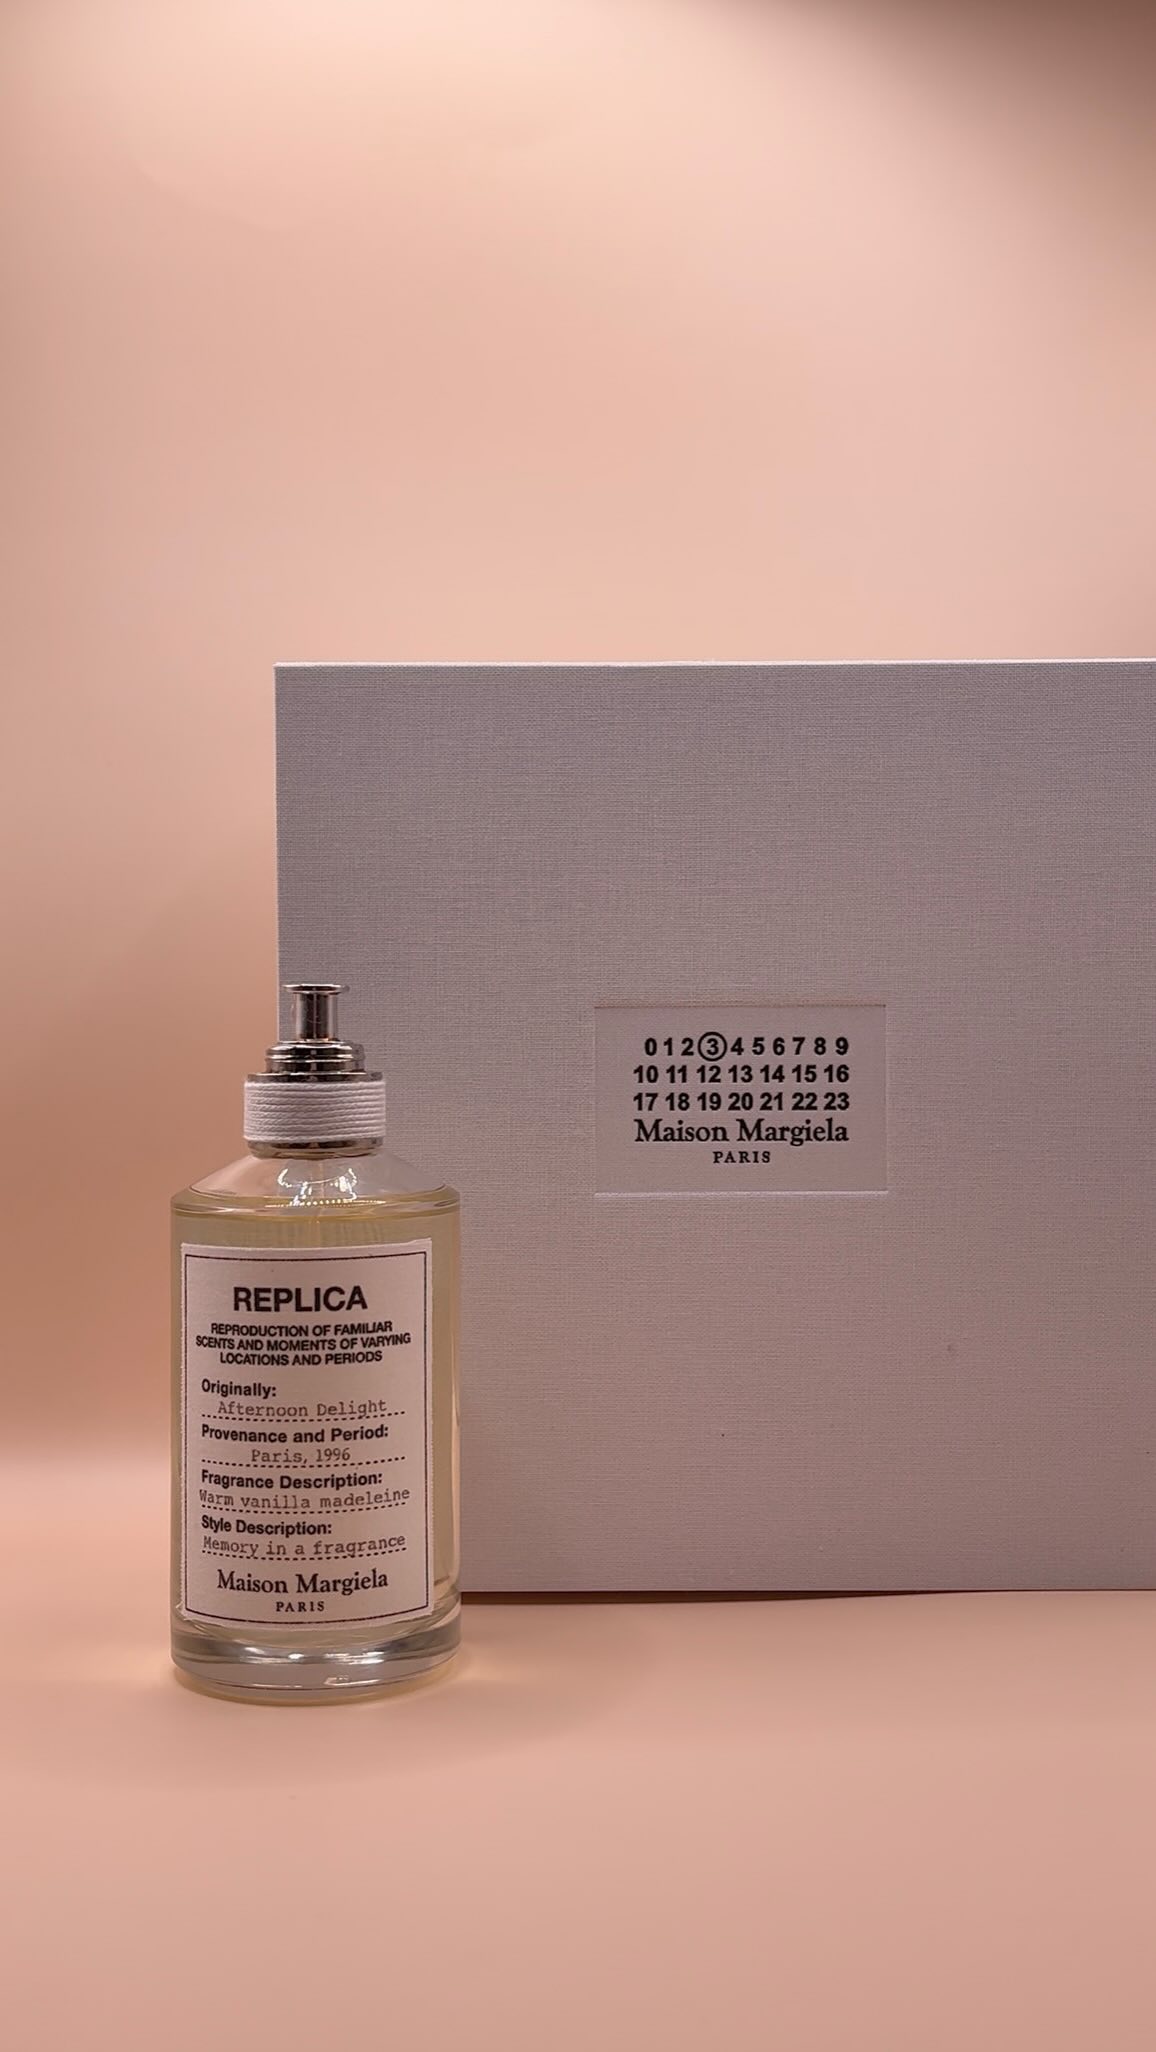 0 1 2 3 4 5 6 7 8 9
10 11 12 13 14 15 16
17 18 19 20 21 22 23
Maison Margiela
PARIS
REPLICA
REPRODUCTION OF FAMILIAR
SCENTS AND MOMENTS OF VARYING
LOCATIONS AND PERIODS
Originally:
Afternoon Delight
Provenance and Period:
Paris, 1996
Fragrance Description:
Warm vanilla madeleine
Style Description:
Memory in a fragrance
Maison Margiela
PARIS